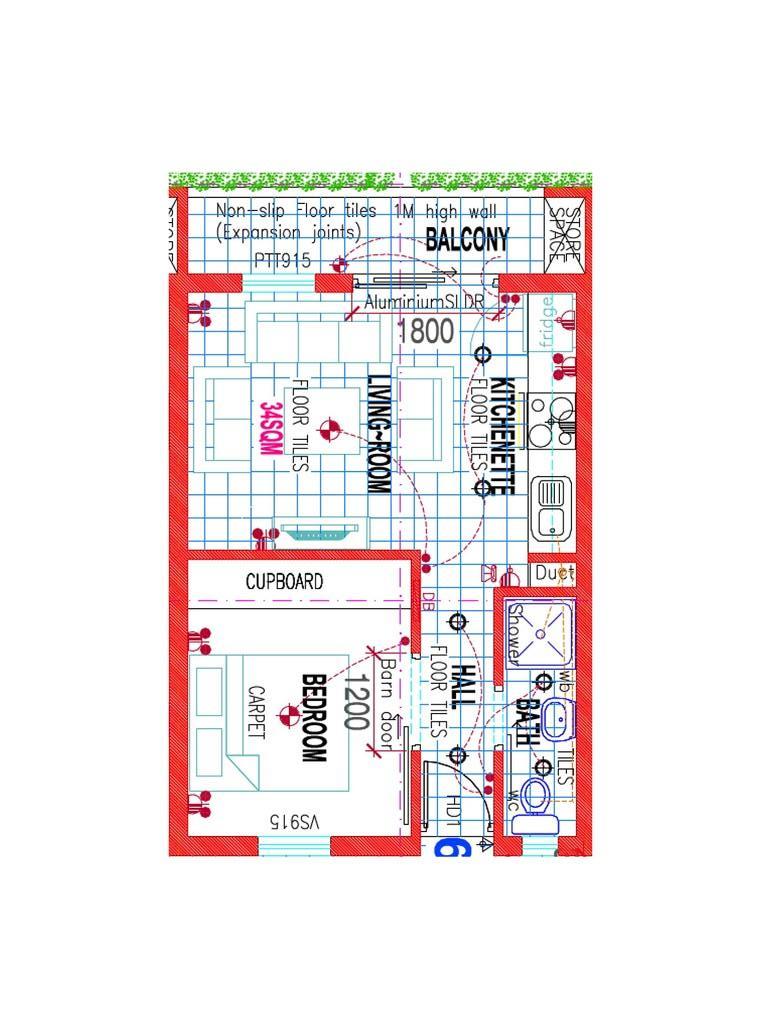 Non-slip Floor tiles 1M high wall
(Expansion joints)
BALCONY
STORE
SPACE
STORE
PTT915
AluminiumSLDR
1800
fridge
KITCHENETTE
FLOOR TILES
LIVING~ROOM
FLOOR TILES
34SQM
CUPBOARD
Duct
DB
Shower
HALL
FLOOR TILES
wb
BATH
TILES
Barn door
1200
BEDROOM
CARPET
wc
HD1
VS915
6